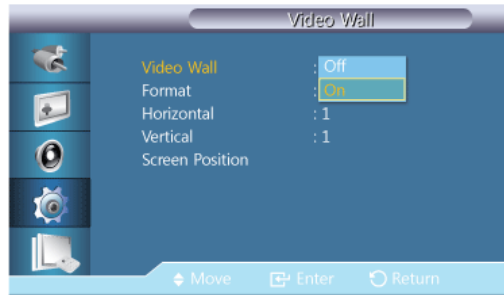 Video Wall
Video Wall : Off
Format : On
Horizontal : 1
Vertical : 1
Screen Position
Move Enter Return